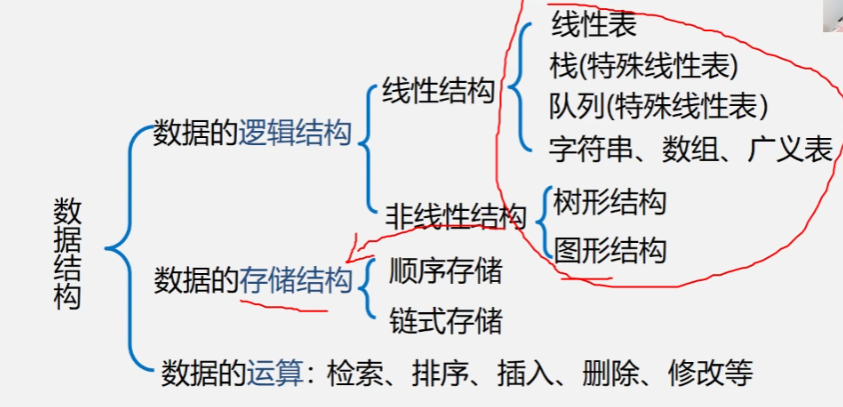 数据结构
数据的逻辑结构
线性结构
线性表
栈(特殊线性表)
队列(特殊线性表)
字符串、数组、广义表
非线性结构
树形结构
图形结构
数据的存储结构
顺序存储
链式存储
数据的运算：检索、排序、插入、删除、修改等